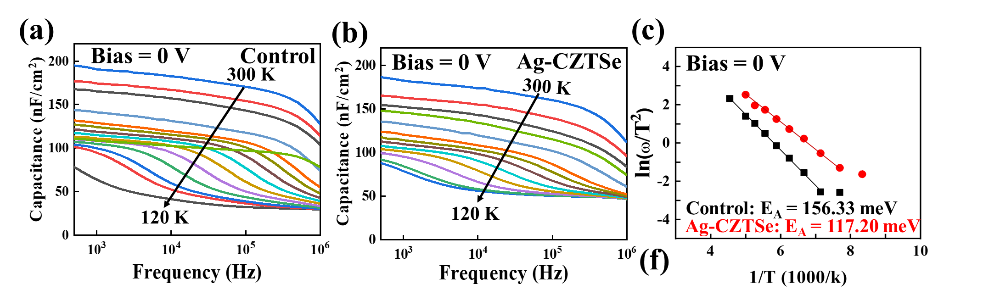 (a)
Bias = 0 V
Control
300 K
120 K
200
150
100
50
0
10³
10⁴
10⁵
10⁶
Capacitance (nF/cm²)
Frequency (Hz)
(b)
Bias = 0 V
Ag-CZTSe
300 K
120 K
200
150
100
50
0
10³
10⁴
10⁵
10⁶
Capacitance (nF/cm²)
Frequency (Hz)
(c)
Bias = 0 V
4
2
0
-2
-4
ln(ω/T²)
Control: E_A = 156.33 meV
Ag-CZTSe: E_A = 117.20 meV
4
6
8
10
1/T (1000/k)
(f)